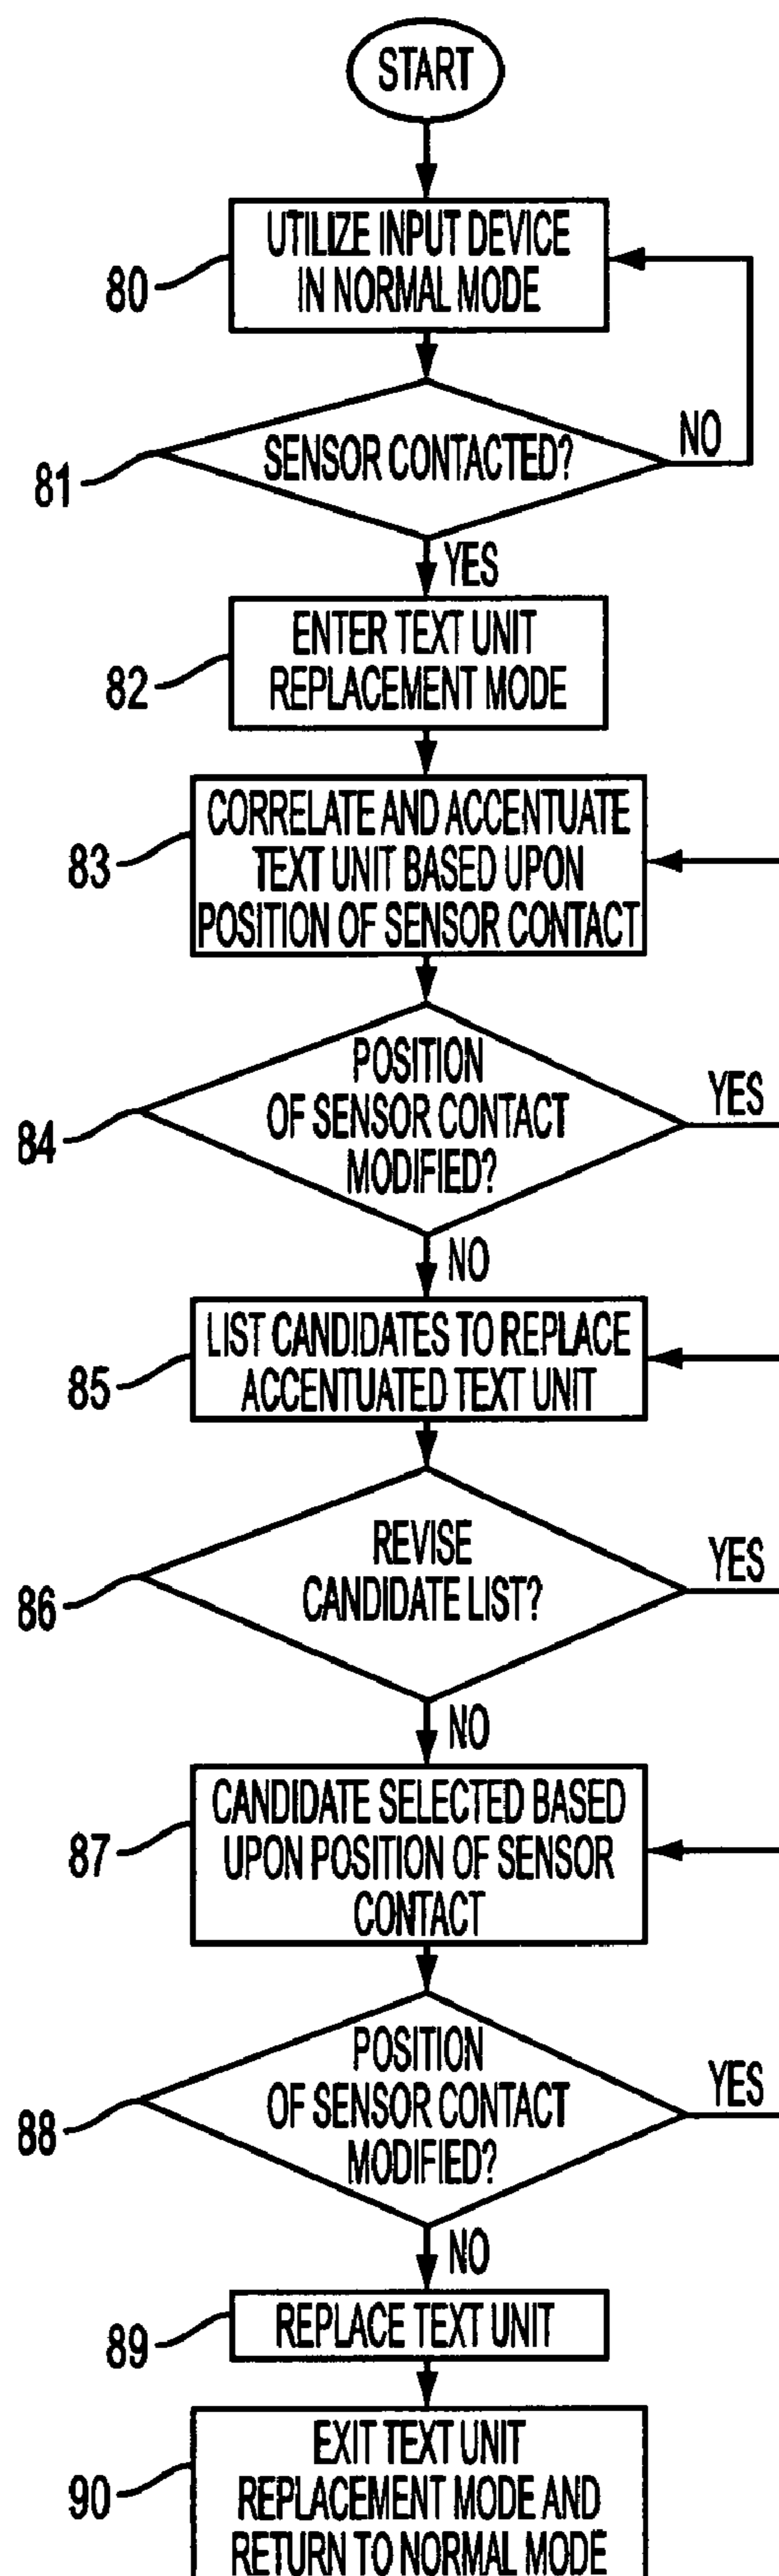 START
UTILIZE INPUT DEVICE
IN NORMAL MODE
80
SENSOR CONTACTED?
NO
81
YES
ENTER TEXT UNIT
REPLACEMENT MODE
82
CORRELATE AND ACCENTUATE
TEXT UNIT BASED UPON
POSITION OF SENSOR CONTACT
83
POSITION
OF SENSOR CONTACT
MODIFIED?
YES
84
NO
LIST CANDIDATES TO REPLACE
ACCENTUATED TEXT UNIT
85
REVISE
CANDIDATE LIST?
YES
86
NO
CANDIDATE SELECTED BASED
UPON POSITION OF SENSOR
CONTACT
87
POSITION
OF SENSOR CONTACT
MODIFIED?
YES
88
NO
REPLACE TEXT UNIT
89
EXIT TEXT UNIT
REPLACEMENT MODE AND
RETURN TO NORMAL MODE
90